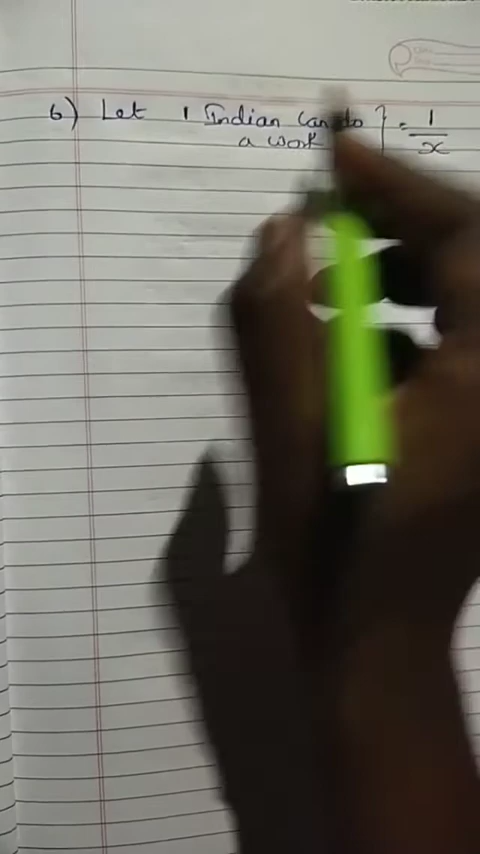 6) Let 1 Indian can do } = 1/x
a work